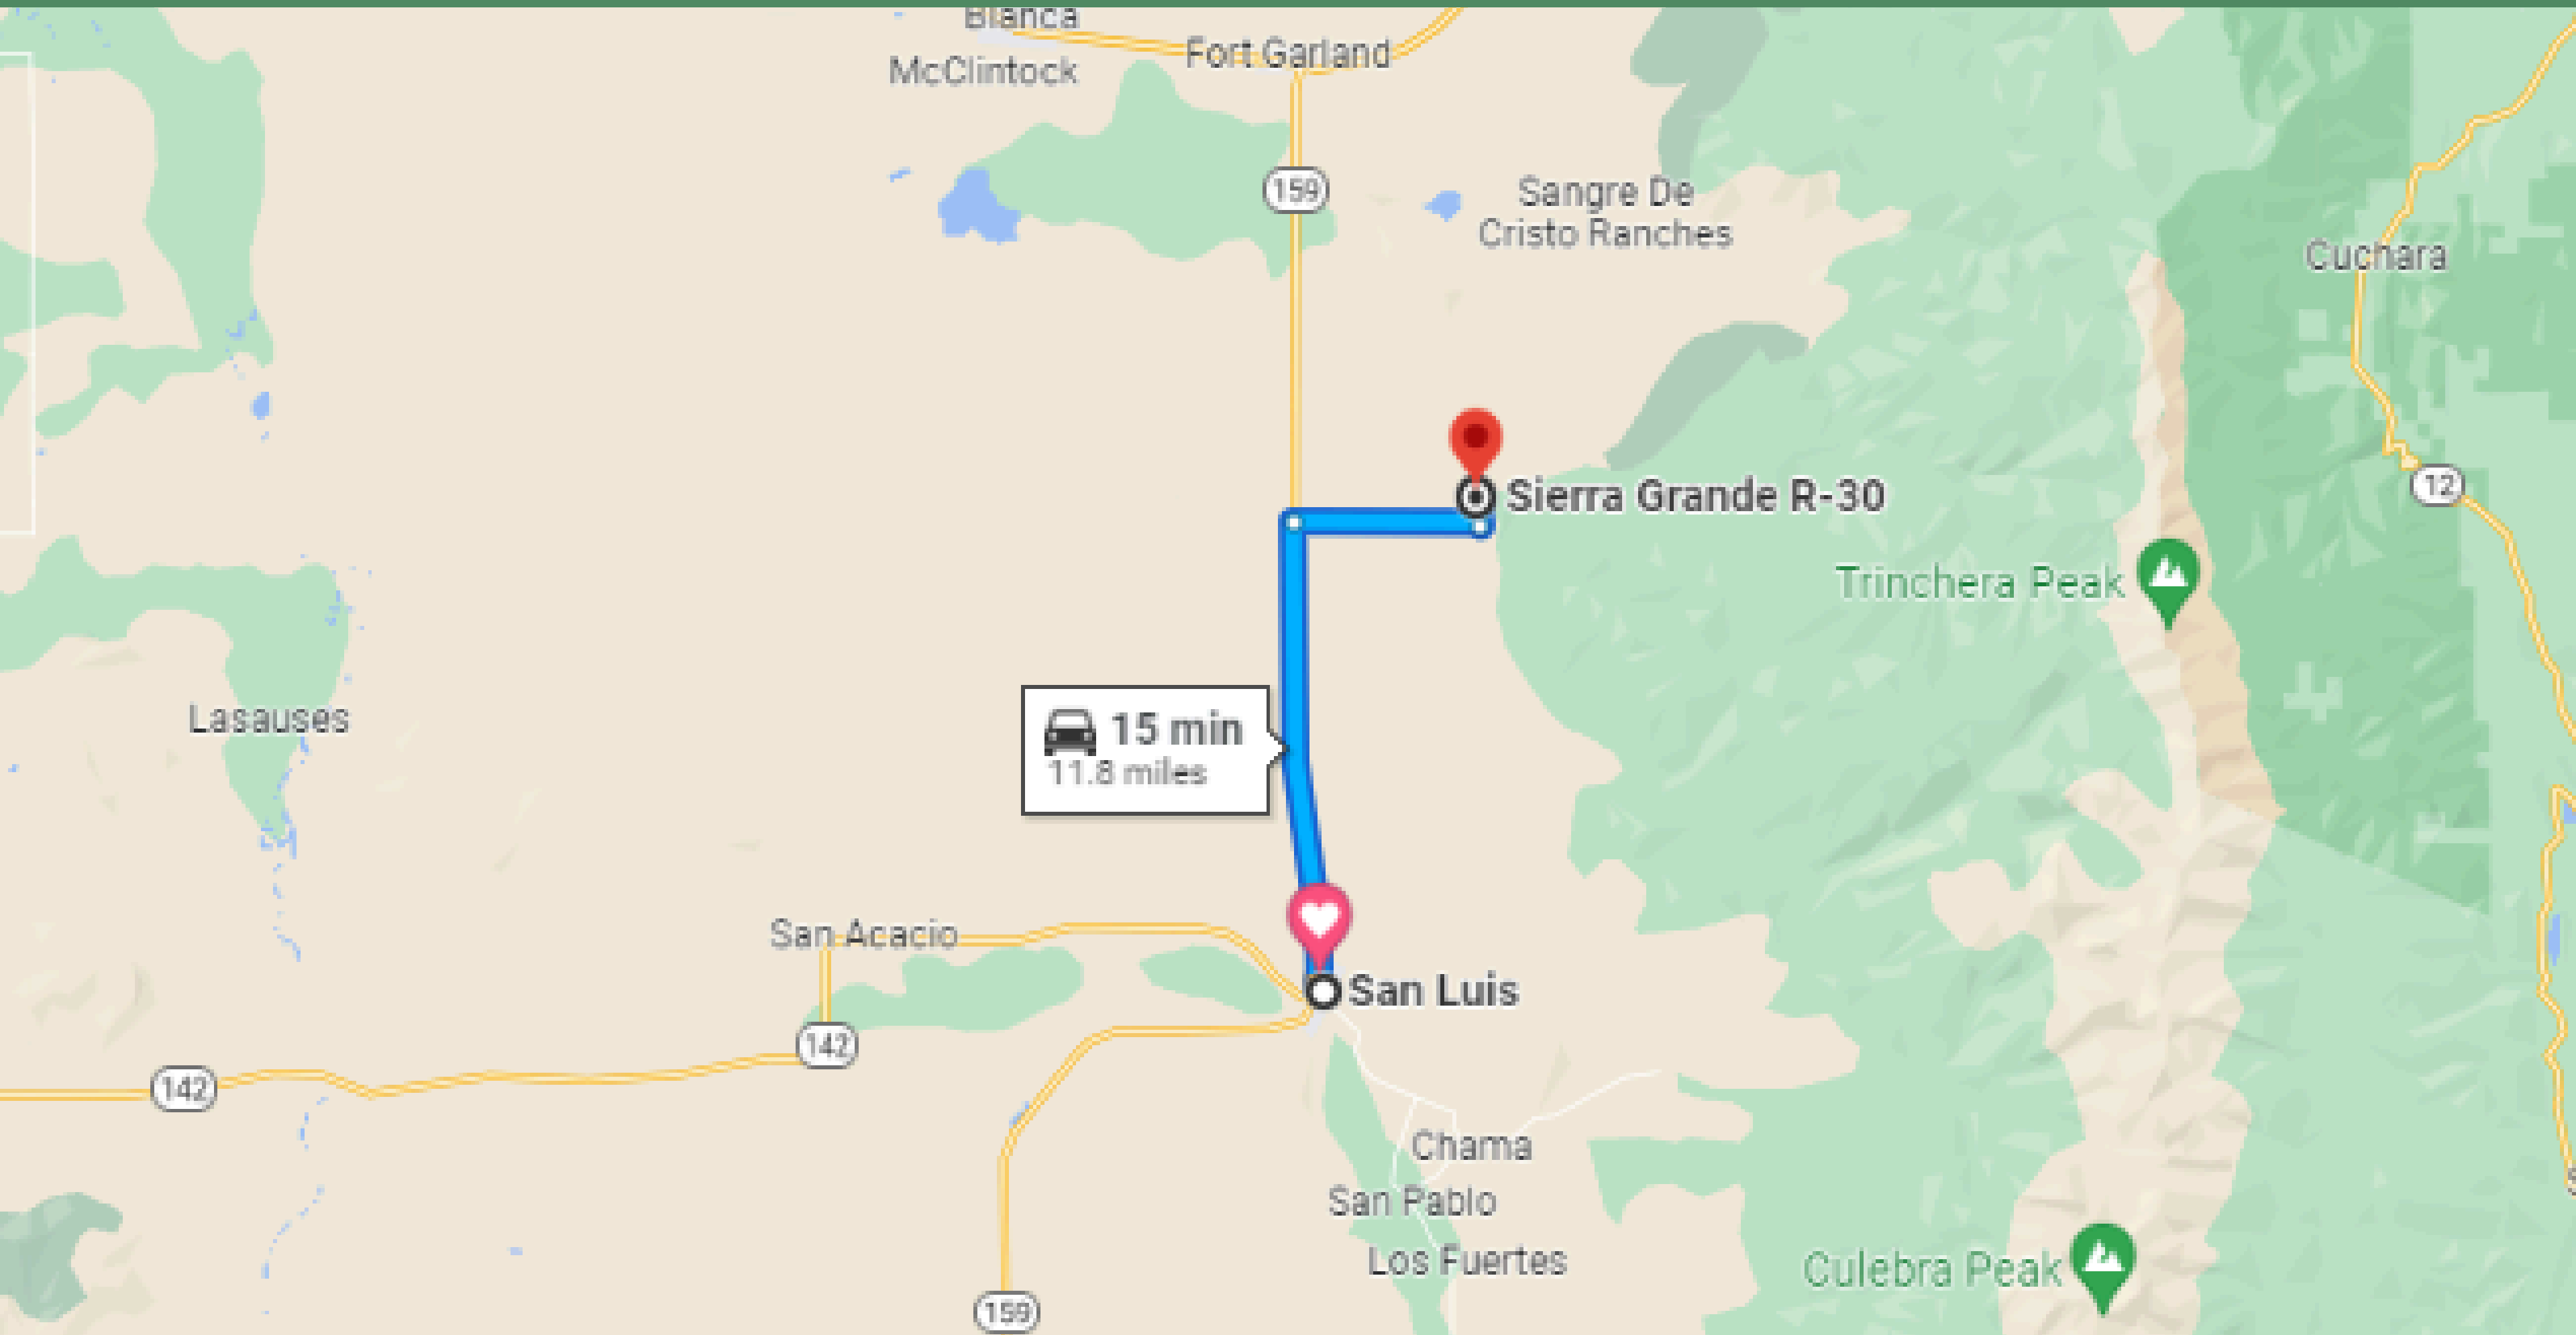 Blanca
Fort Garland
McClintock
159
Sangre De
Cristo Ranches
Cuchara
Sierra Grande R-30
12
Trinchera Peak
Lasauses
15 min
11.8 miles
San Acacio
San Luis
142
142
Chama
San Pablo
Los Fuertes
Culebra Peak
159